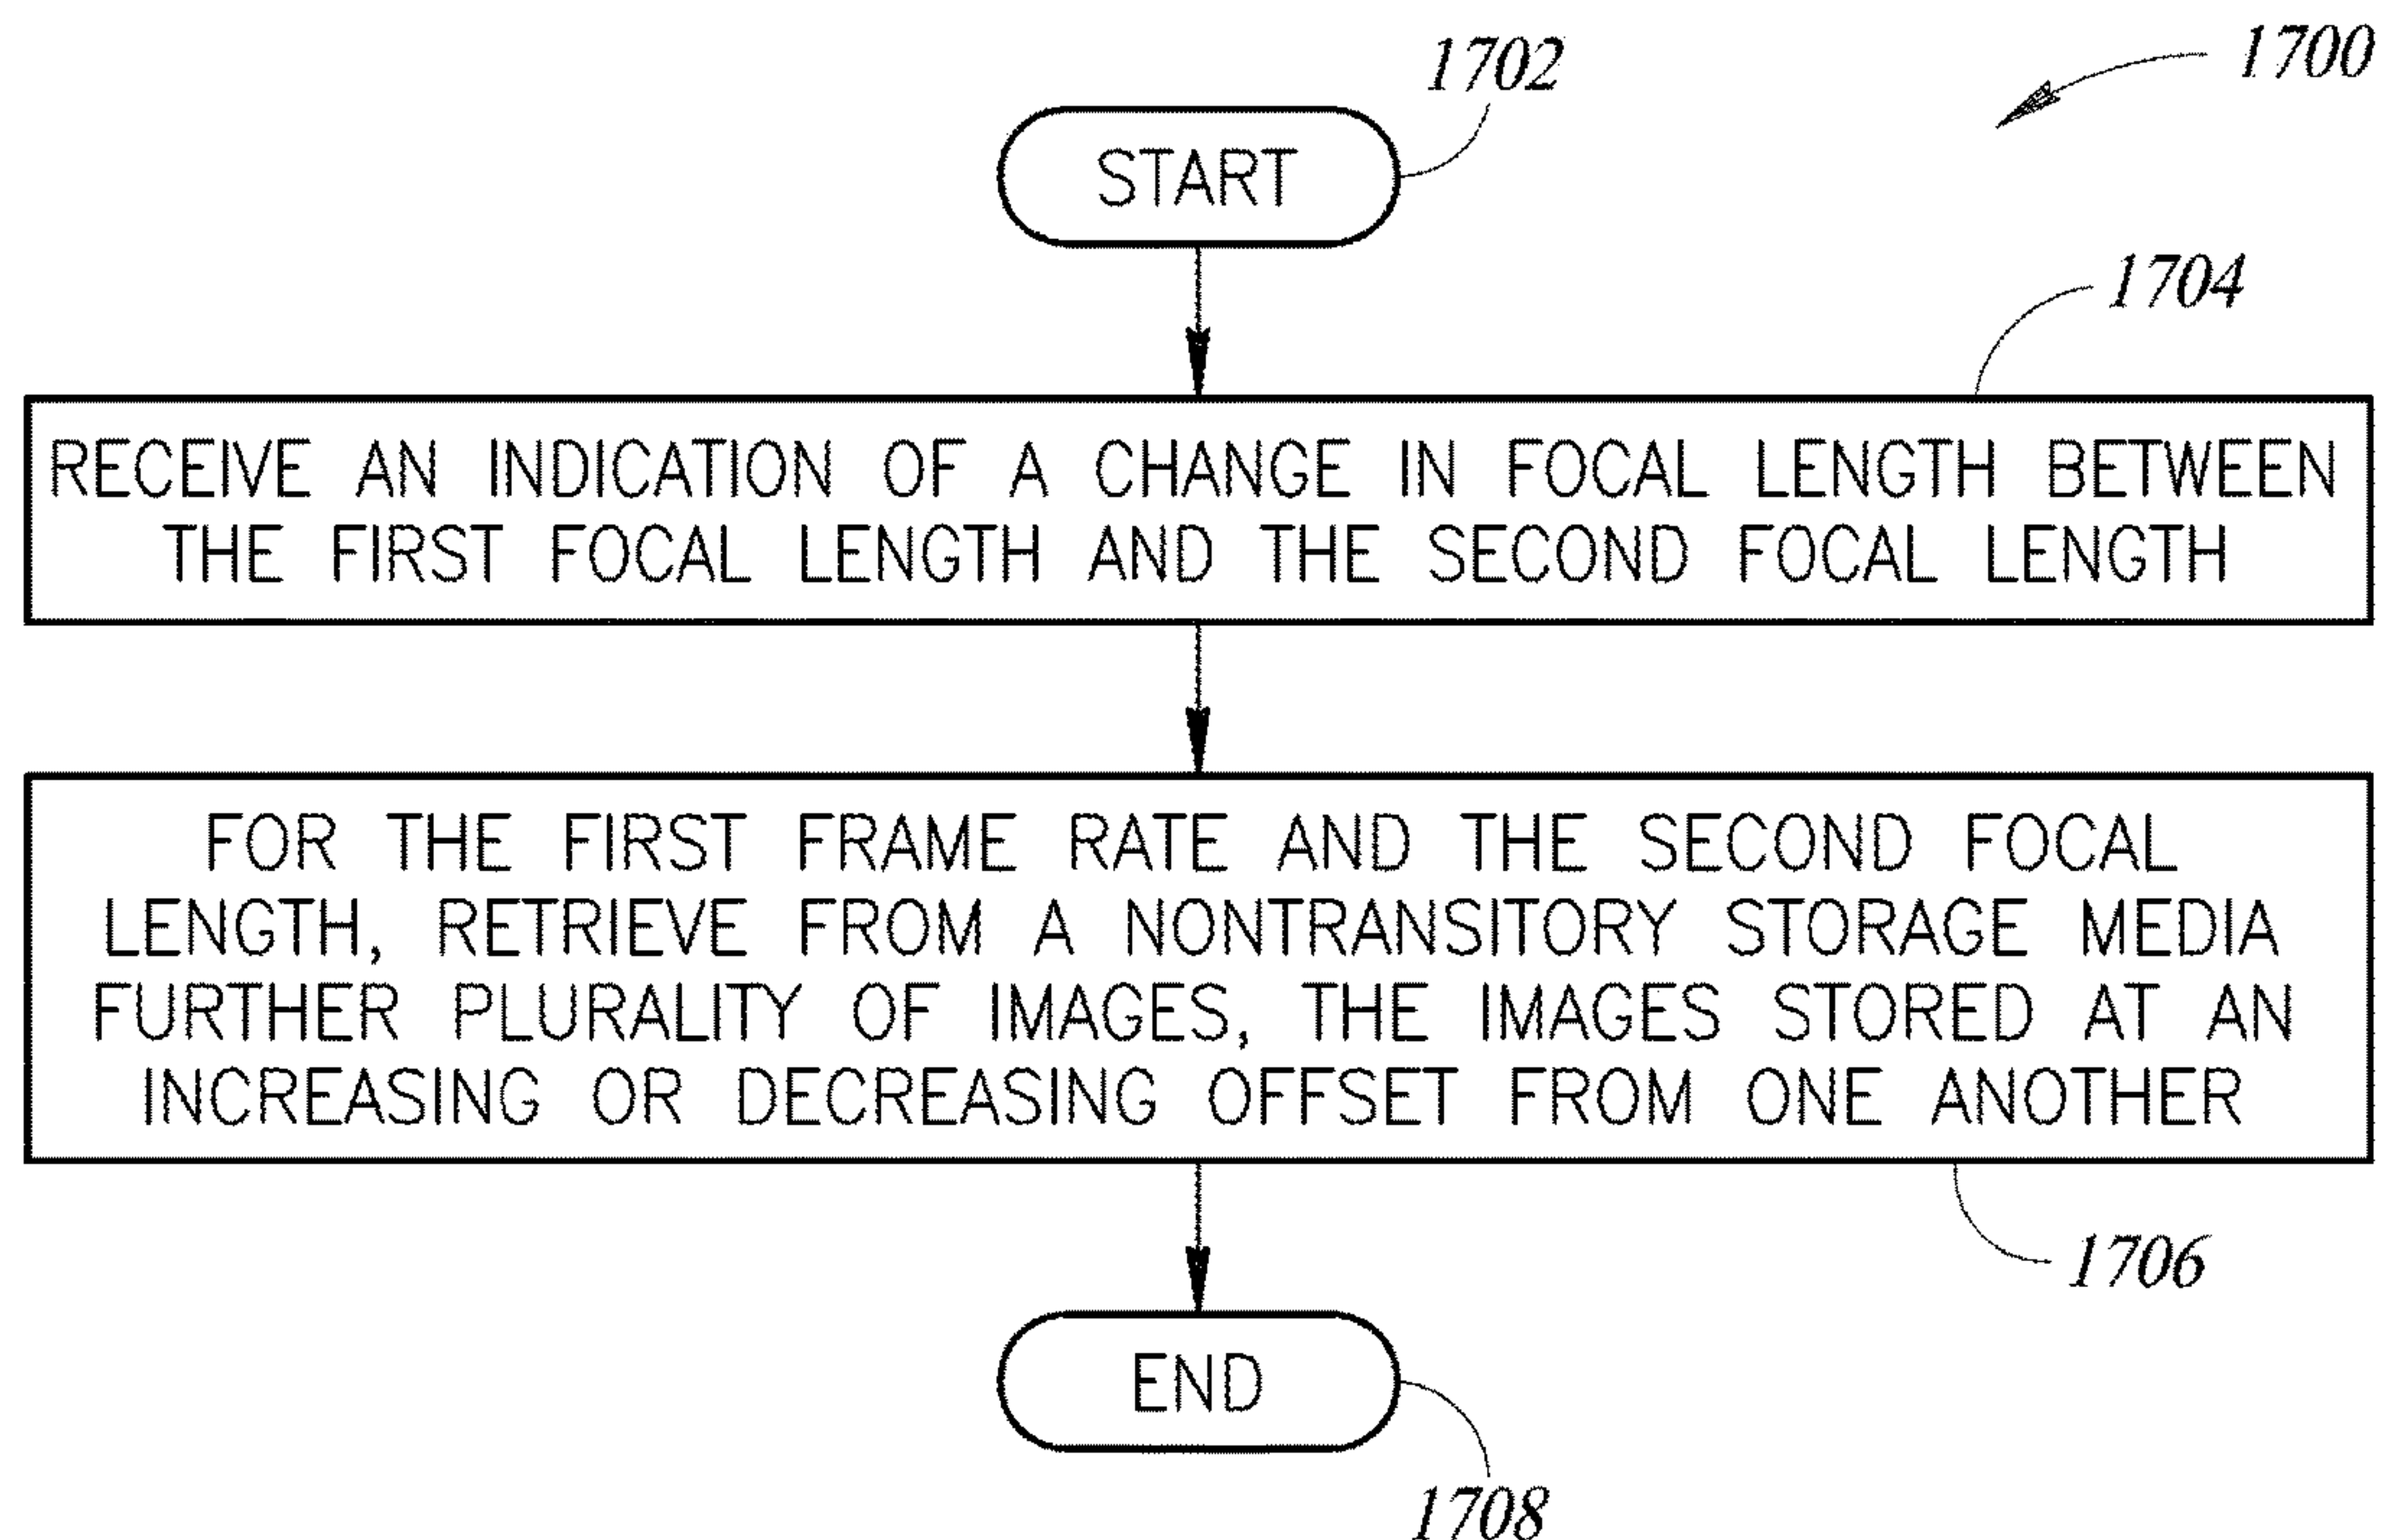 1700
1702
START
1704
RECEIVE AN INDICATION OF A CHANGE IN FOCAL LENGTH BETWEEN
THE FIRST FOCAL LENGTH AND THE SECOND FOCAL LENGTH
FOR THE FIRST FRAME RATE AND THE SECOND FOCAL
LENGTH, RETRIEVE FROM A NONTRANSITORY STORAGE MEDIA
FURTHER PLURALITY OF IMAGES, THE IMAGES STORED AT AN
INCREASING OR DECREASING OFFSET FROM ONE ANOTHER
1706
END
1708